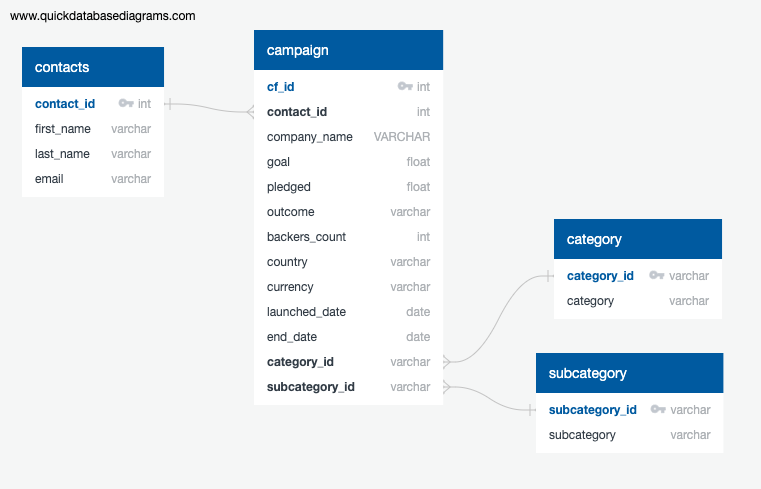 www.quickdatabasediagrams.com
contacts
contact_id int
first_name varchar
last_name varchar
email varchar
campaign
cf_id int
contact_id int
company_name VARCHAR
goal float
pledged float
outcome varchar
backers_count int
country varchar
currency varchar
launched_date date
end_date date
category_id varchar
subcategory_id varchar
category
category_id varchar
category varchar
subcategory
subcategory_id varchar
subcategory varchar